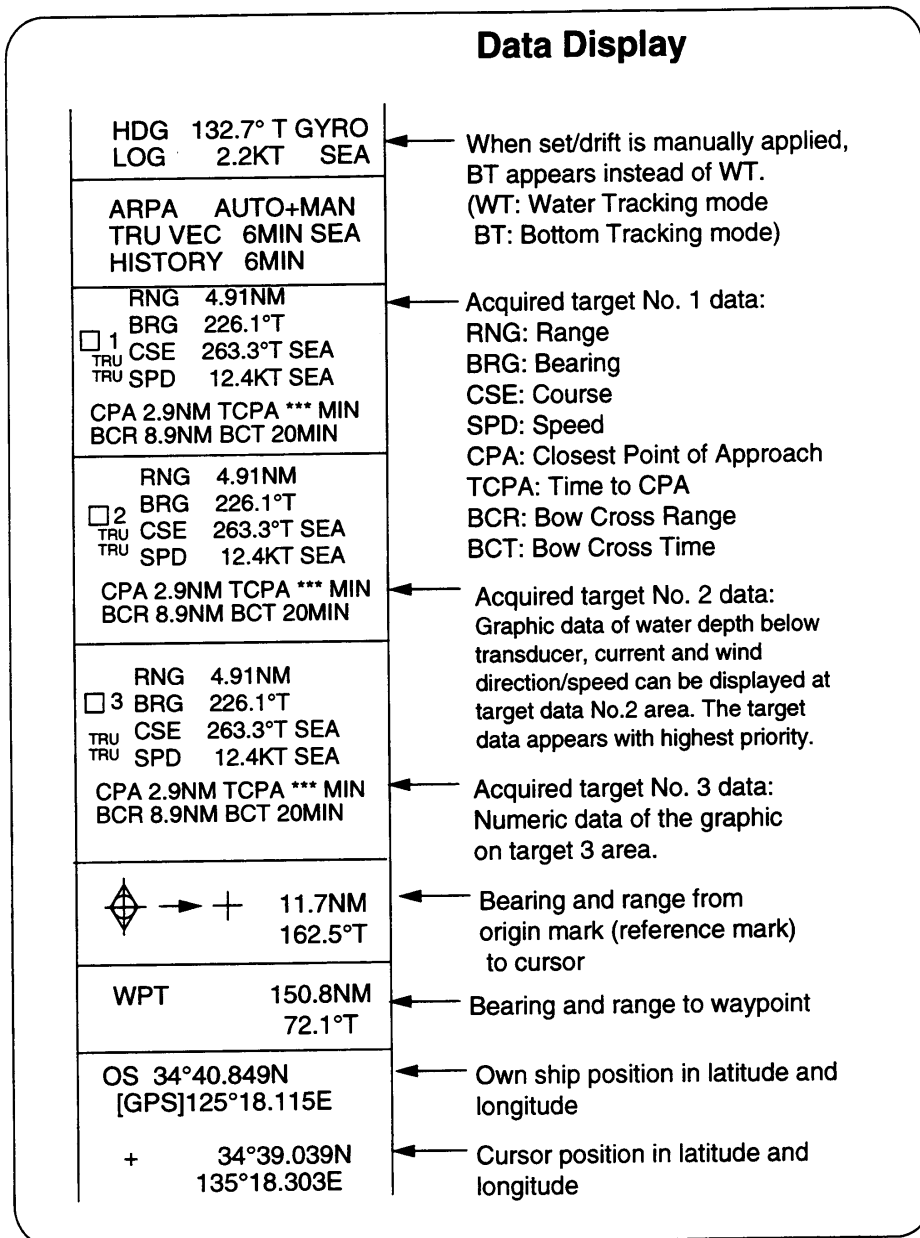 Data Display
HDG 132.7° T GYRO
LOG 2.2KT SEA
When set/drift is manually applied,
BT appears instead of WT.
(WT: Water Tracking mode
BT: Bottom Tracking mode)
ARPA AUTO+MAN
TRU VEC 6MIN SEA
HISTORY 6MIN
RNG 4.91NM
BRG 226.1°T
□ 1
TRU CSE 263.3°T SEA
TRU SPD 12.4KT SEA
CPA 2.9NM TCPA *** MIN
BCR 8.9NM BCT 20MIN
Acquired target No. 1 data:
RNG: Range
BRG: Bearing
CSE: Course
SPD: Speed
CPA: Closest Point of Approach
TCPA: Time to CPA
BCR: Bow Cross Range
BCT: Bow Cross Time
RNG 4.91NM
BRG 226.1°T
□2
TRU CSE 263.3°T SEA
TRU SPD 12.4KT SEA
CPA 2.9NM TCPA *** MIN
BCR 8.9NM BCT 20MIN
Acquired target No. 2 data:
Graphic data of water depth below
transducer, current and wind
direction/speed can be displayed at
target data No.2 area. The target
data appears with highest priority.
RNG 4.91NM
□ 3 BRG 226.1°T
TRU CSE 263.3°T SEA
TRU SPD 12.4KT SEA
CPA 2.9NM TCPA *** MIN
BCR 8.9NM BCT 20MIN
Acquired target No. 3 data:
Numeric data of the graphic
on target 3 area.
→ + 11.7NM
162.5°T
Bearing and range from
origin mark (reference mark)
to cursor
WPT 150.8NM
72.1°T
Bearing and range to waypoint
OS 34°40.849N
[GPS]125°18.115E
Own ship position in latitude and
longitude
+ 34°39.039N
135°18.303E
Cursor position in latitude and
longitude